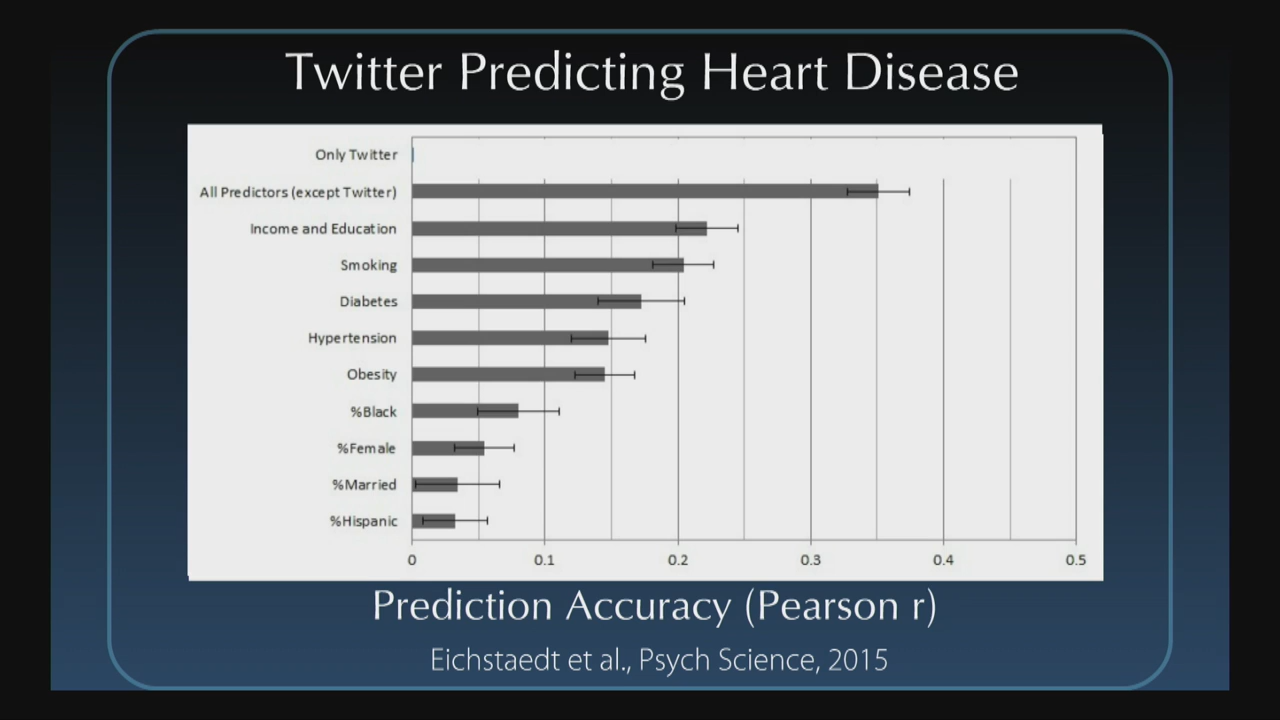 Twitter Predicting Heart Disease
Only Twitter
All Predictors (except Twitter)
Income and Education
Smoking
Diabetes
Hypertension
Obesity
%Black
%Female
%Married
%Hispanic
0 0.1 0.2 0.3 0.4 0.5
Prediction Accuracy (Pearson r)
Eichstaedt et al., Psych Science, 2015